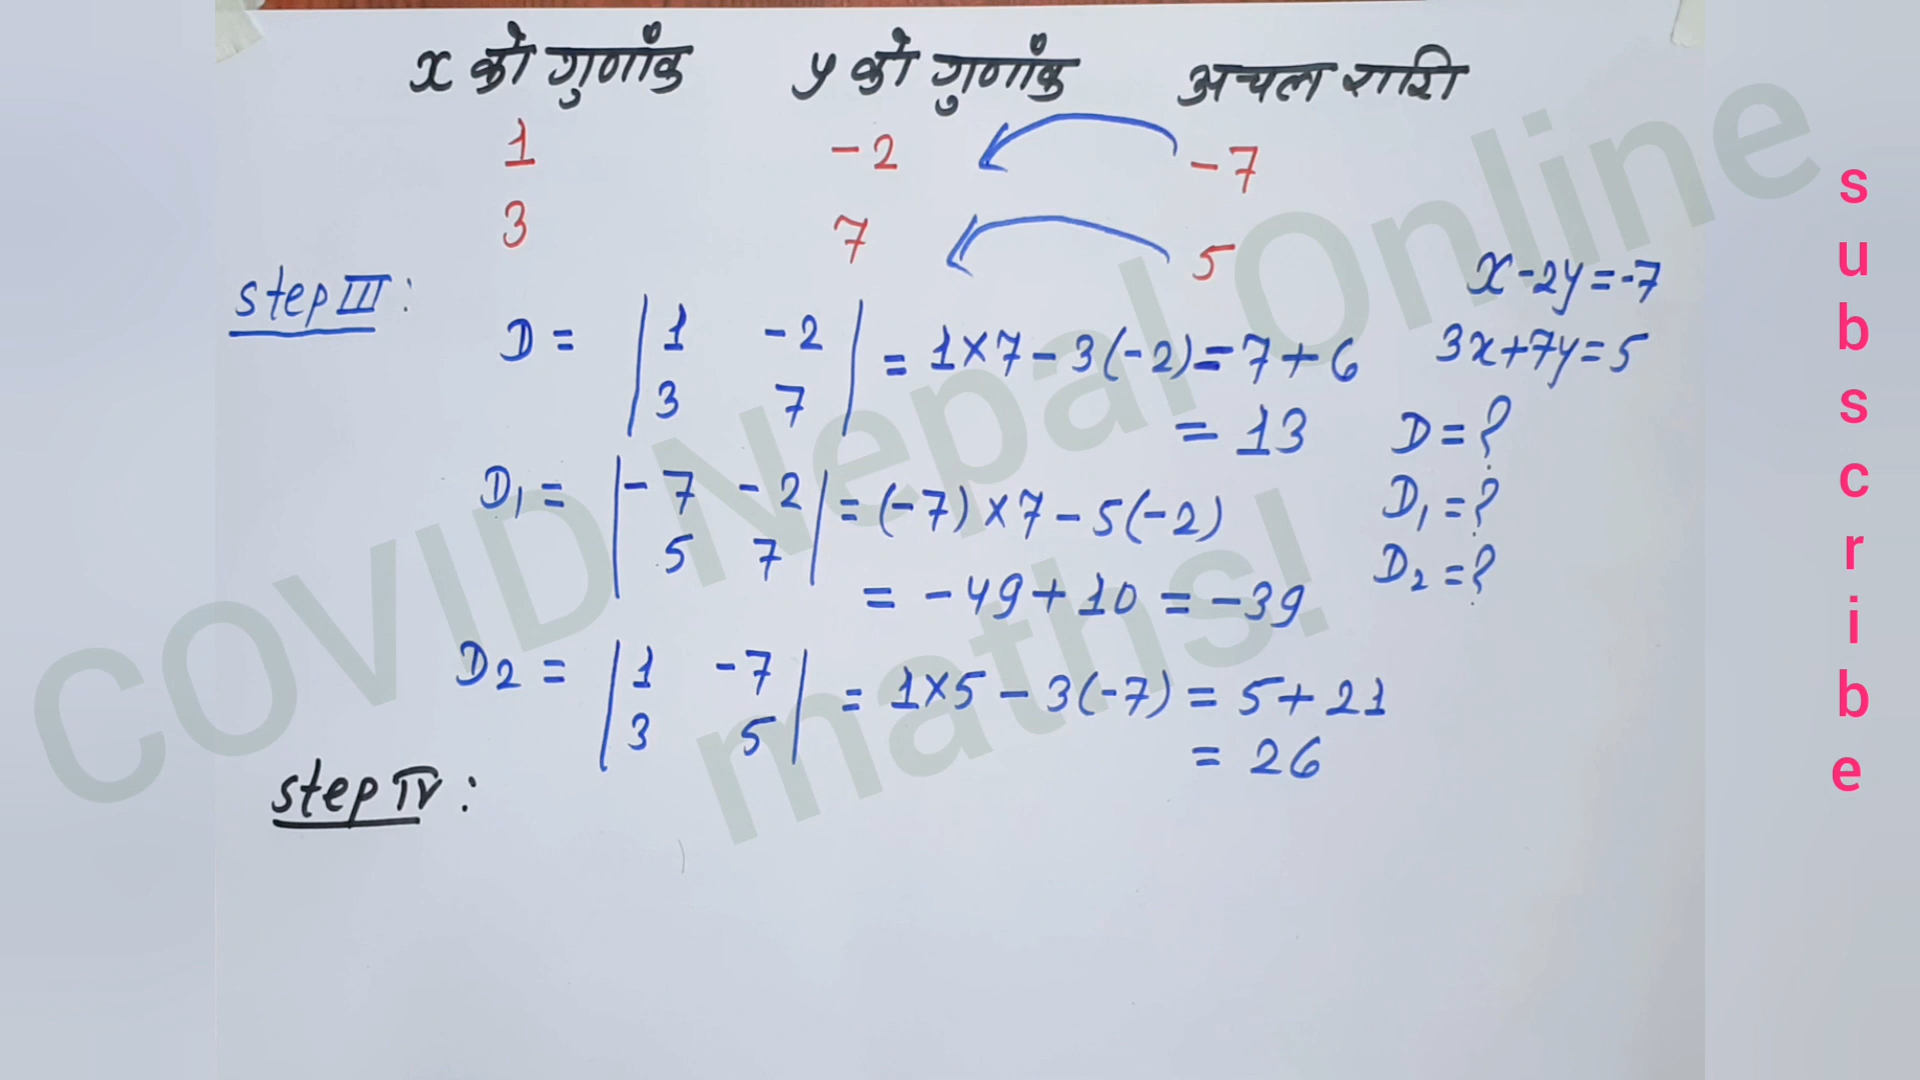 x को गुणांक y को गुणांक अचल राशि
1 -2 -7
3 7 5
x-2y=-7
3x+7y=5
D=?
D₁=?
D₂=?
step III:
D = | 1 -2 | = 1×7-3(-2)=7+6
| 3 7 | = 13
D₁ = | -7 -2 | = (-7)×7-5(-2)
| 5 7 | = -49+10=-39
D2 = | 1 -7 | = 1×5-3(-7)=5+21
| 3 5 | = 26
step IV:
COVID Nepal Online
maths!
subscribe